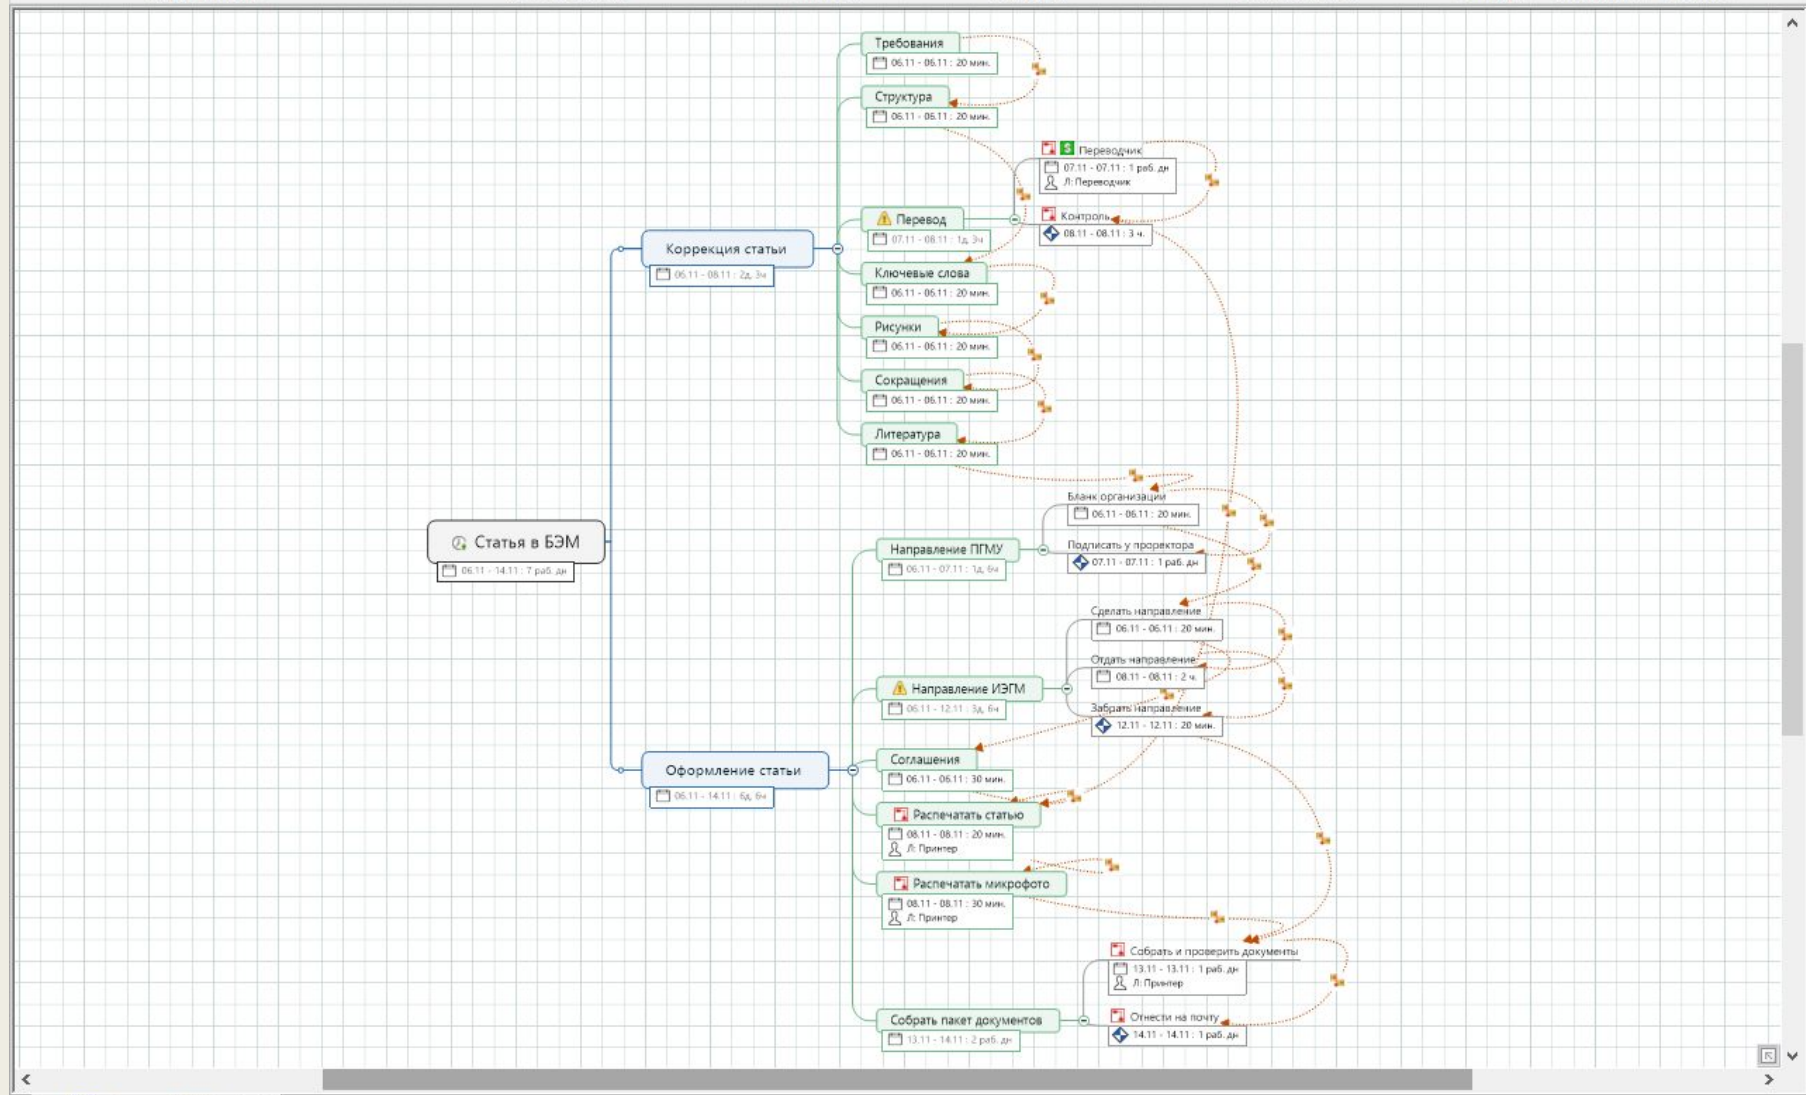 Требования
06.11 - 06.11 : 20 мин.
Структура
06.11 - 06.11 : 20 мин.
Переводчик
07.11 - 07.11 : 1 раб. дн
Л: Переводчик
Перевод
07.11 - 08.11 : 1д, 3ч
Контроль
08.11 - 08.11 : 3 ч.
Коррекция статьи
06.11 - 08.11 : 2д, 3ч
Ключевые слова
06.11 - 06.11 : 20 мин.
Рисунки
06.11 - 06.11 : 20 мин.
Сокращения
06.11 - 06.11 : 20 мин.
Литература
06.11 - 06.11 : 20 мин.
Статья в БЭМ
06.11 - 14.11 : 7 раб. дн
Бланк организации
06.11 - 06.11 : 20 мин.
Направление ПГМУ
06.11 - 07.11 : 1д, 6ч
Подписать у проректора
07.11 - 07.11 : 1 раб. дн
Сделать направление
06.11 - 06.11 : 20 мин.
Отдать направление
08.11 - 08.11 : 2 ч.
Направление ИЭГМ
06.11 - 12.11 : 3д, 6ч
Забрать направление
12.11 - 12.11 : 20 мин.
Оформление статьи
06.11 - 14.11 : 6д, 6ч
Соглашения
06.11 - 06.11 : 30 мин.
Распечатать статью
08.11 - 08.11 : 20 мин.
Л: Принтер
Распечатать микрофото
08.11 - 08.11 : 30 мин.
Л: Принтер
Собрать и проверить документы
13.11 - 13.11 : 1 раб. дн
Л: Принтер
Собрать пакет документов
13.11 - 14.11 : 2 раб. дн
Отнести на почту
14.11 - 14.11 : 1 раб. дн